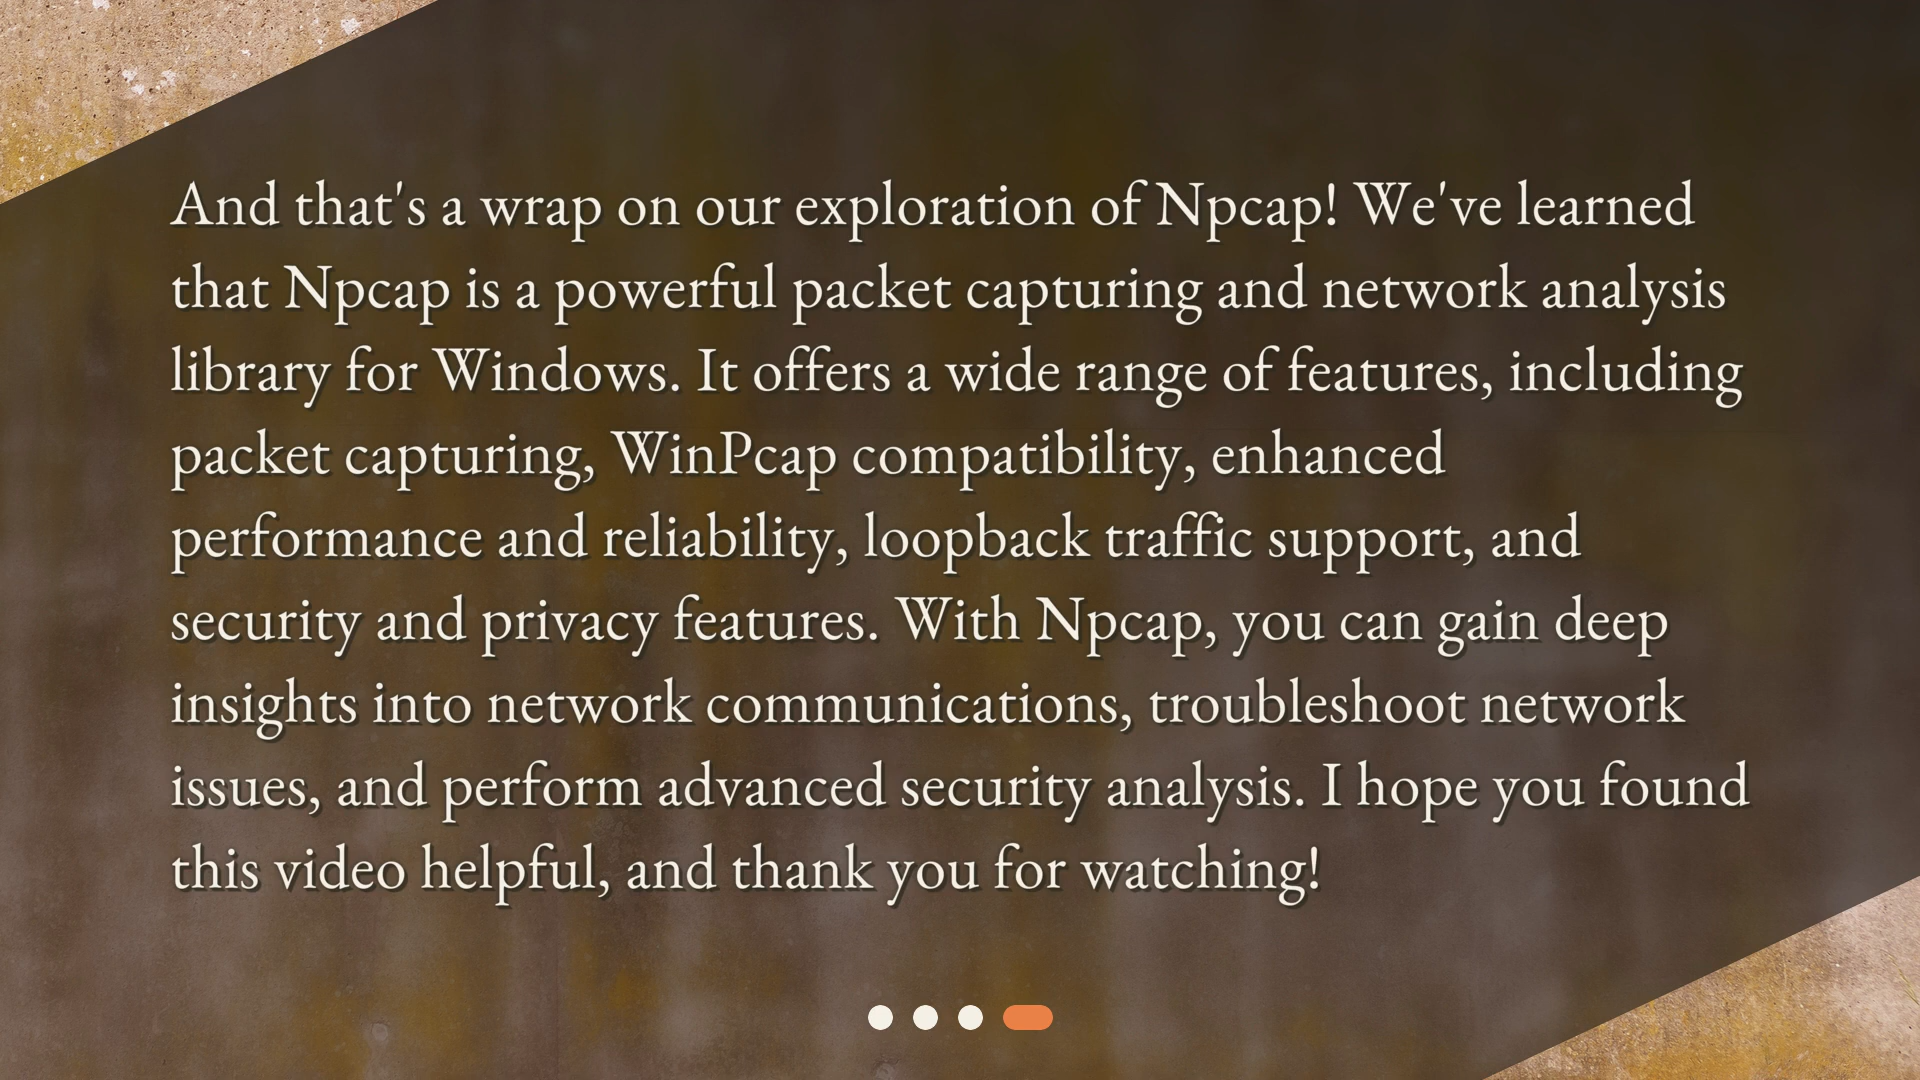 And that's a wrap on our exploration of Npcap! We've learned
that Npcap is a powerful packet capturing and network analysis
library for Windows. It offers a wide range of features, including
packet capturing, WinPcap compatibility, enhanced
performance and reliability, loopback traffic support, and
security and privacy features. With Npcap, you can gain deep
insights into network communications, troubleshoot network
issues, and perform advanced security analysis. I hope you found
this video helpful, and thank you for watching!